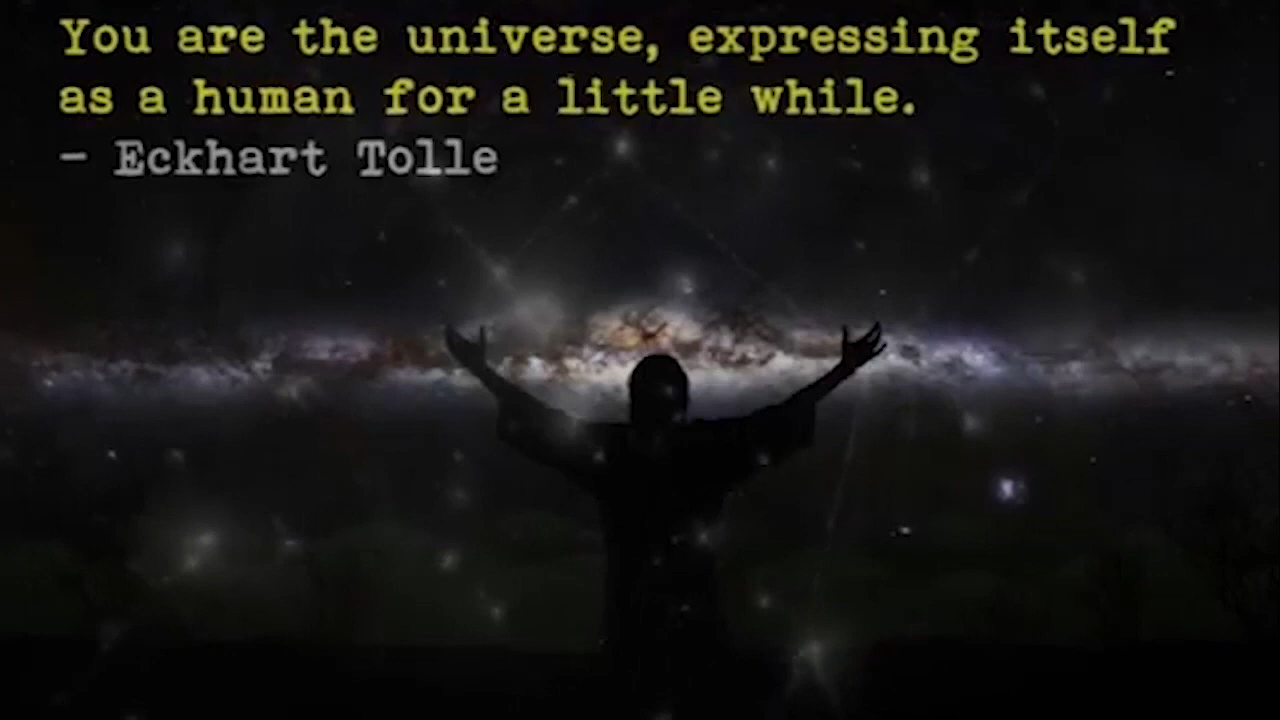 You are the universe, expressing itself
as a human for a little while.
- Eckhart Tolle